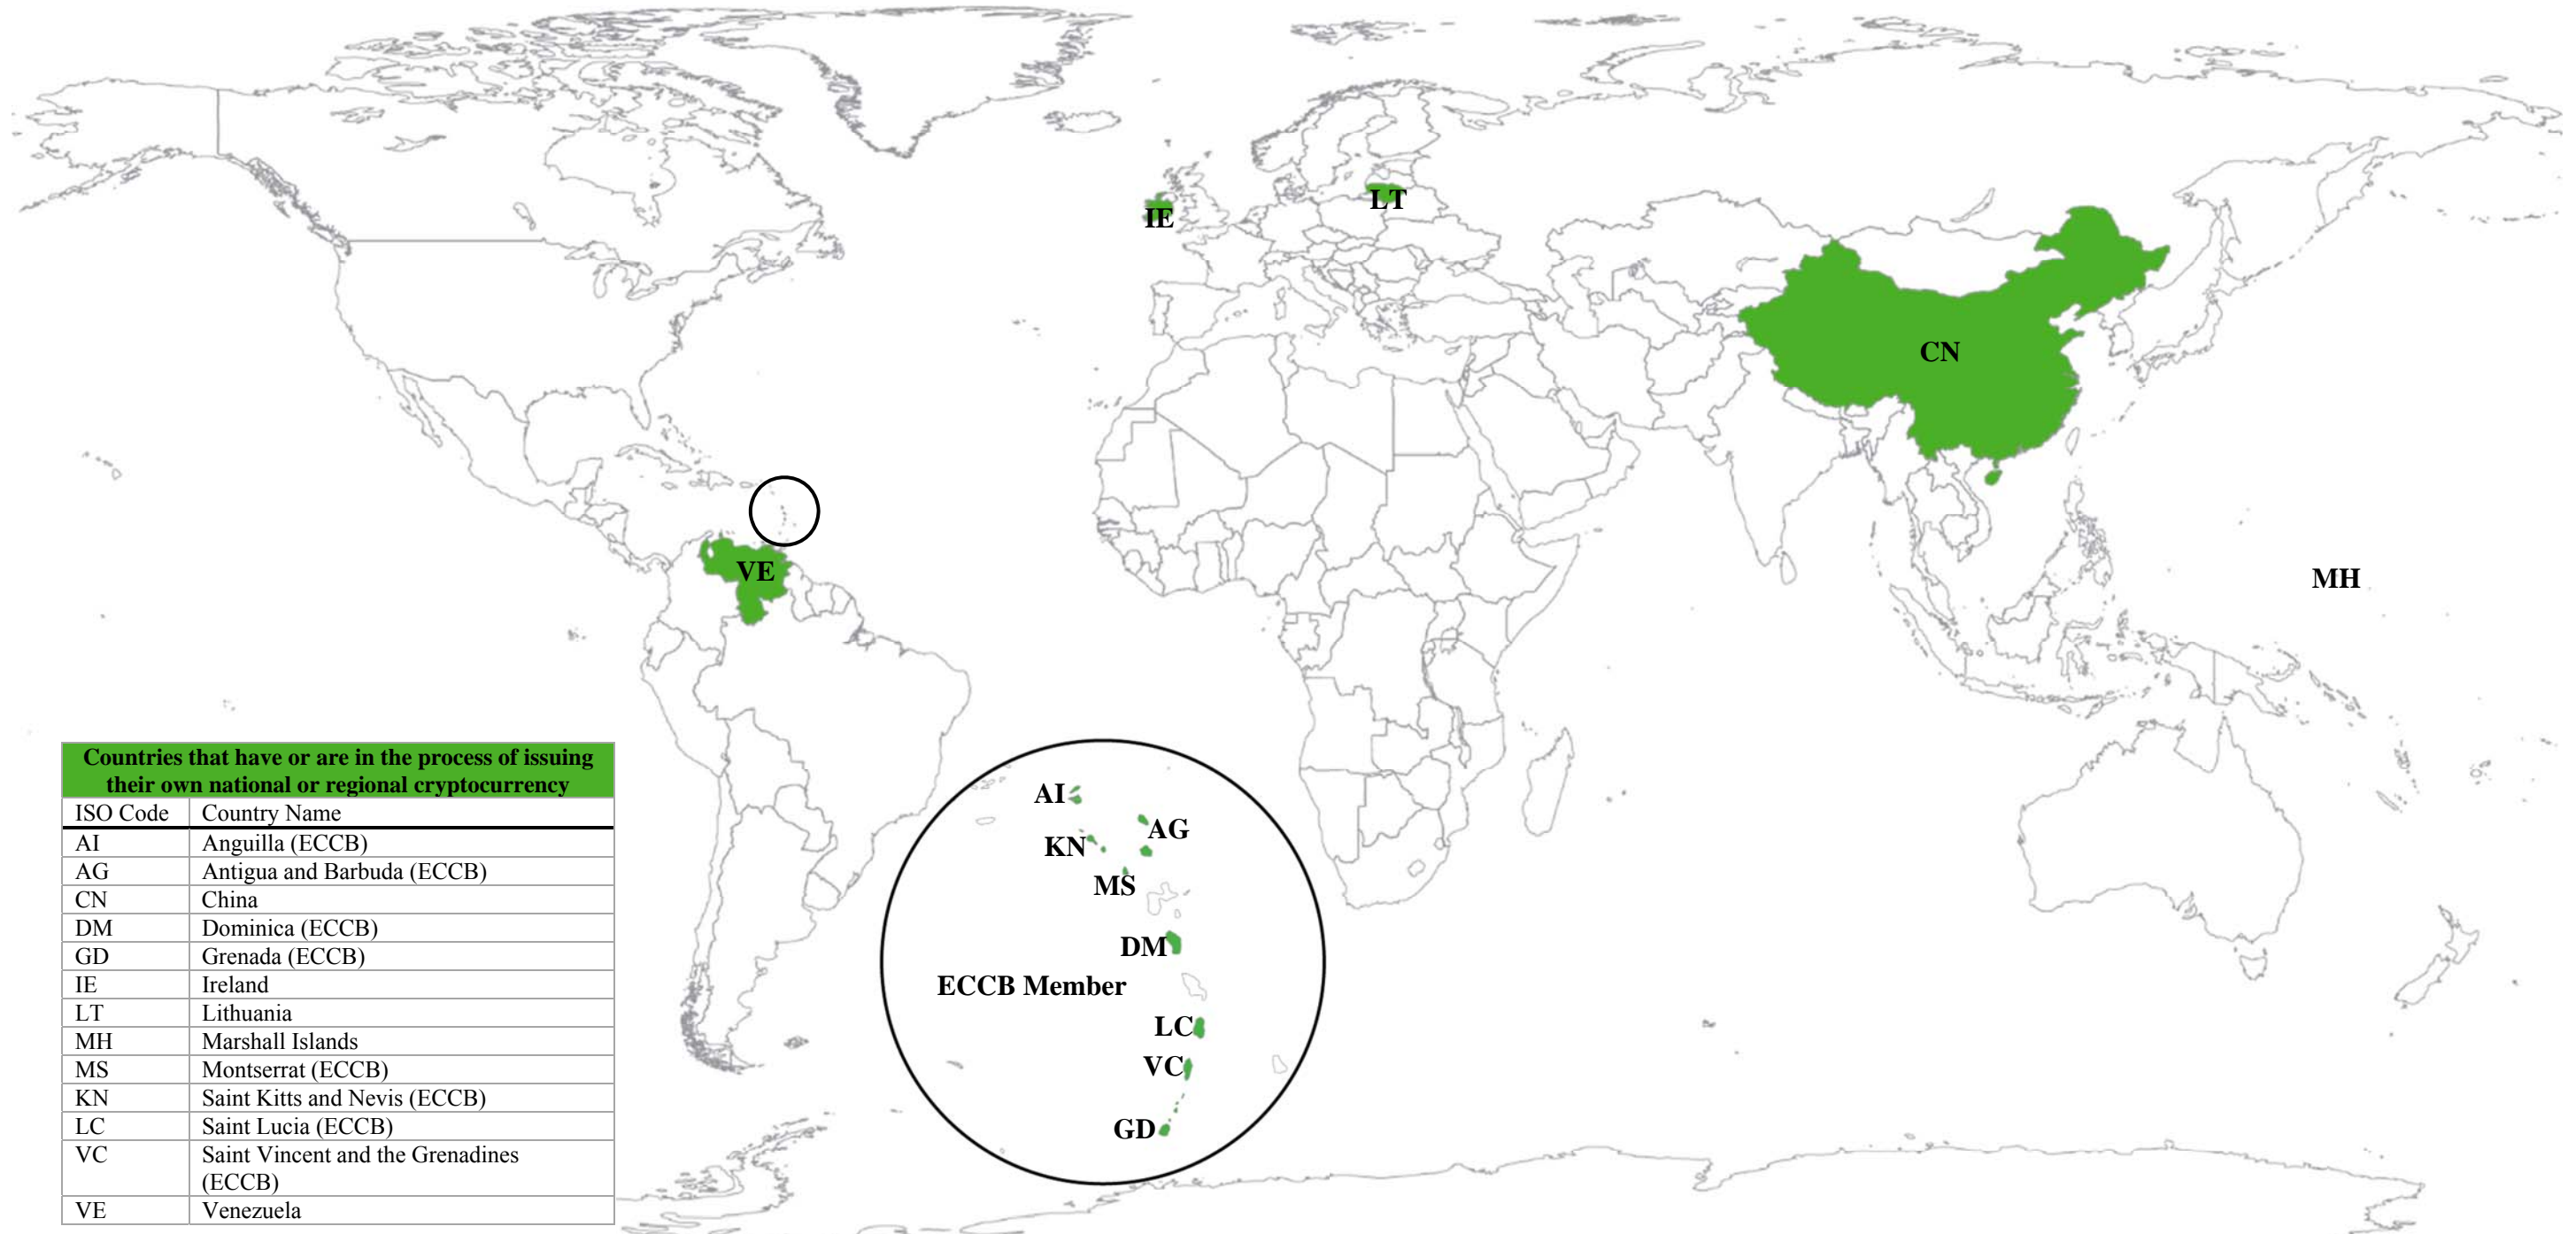 IE
LT
CN
VE
MH
Countries that have or are in the process of issuing
their own national or regional cryptocurrency
ISO Code Country Name
AI Anguilla (ECCB)
AG Antigua and Barbuda (ECCB)
CN China
DM Dominica (ECCB)
GD Grenada (ECCB)
IE Ireland
LT Lithuania
MH Marshall Islands
MS Montserrat (ECCB)
KN Saint Kitts and Nevis (ECCB)
LC Saint Lucia (ECCB)
VC Saint Vincent and the Grenadines
(ECCB)
VE Venezuela
AI
AG
KN
MS
DM
ECCB Member
LC
VC
GD